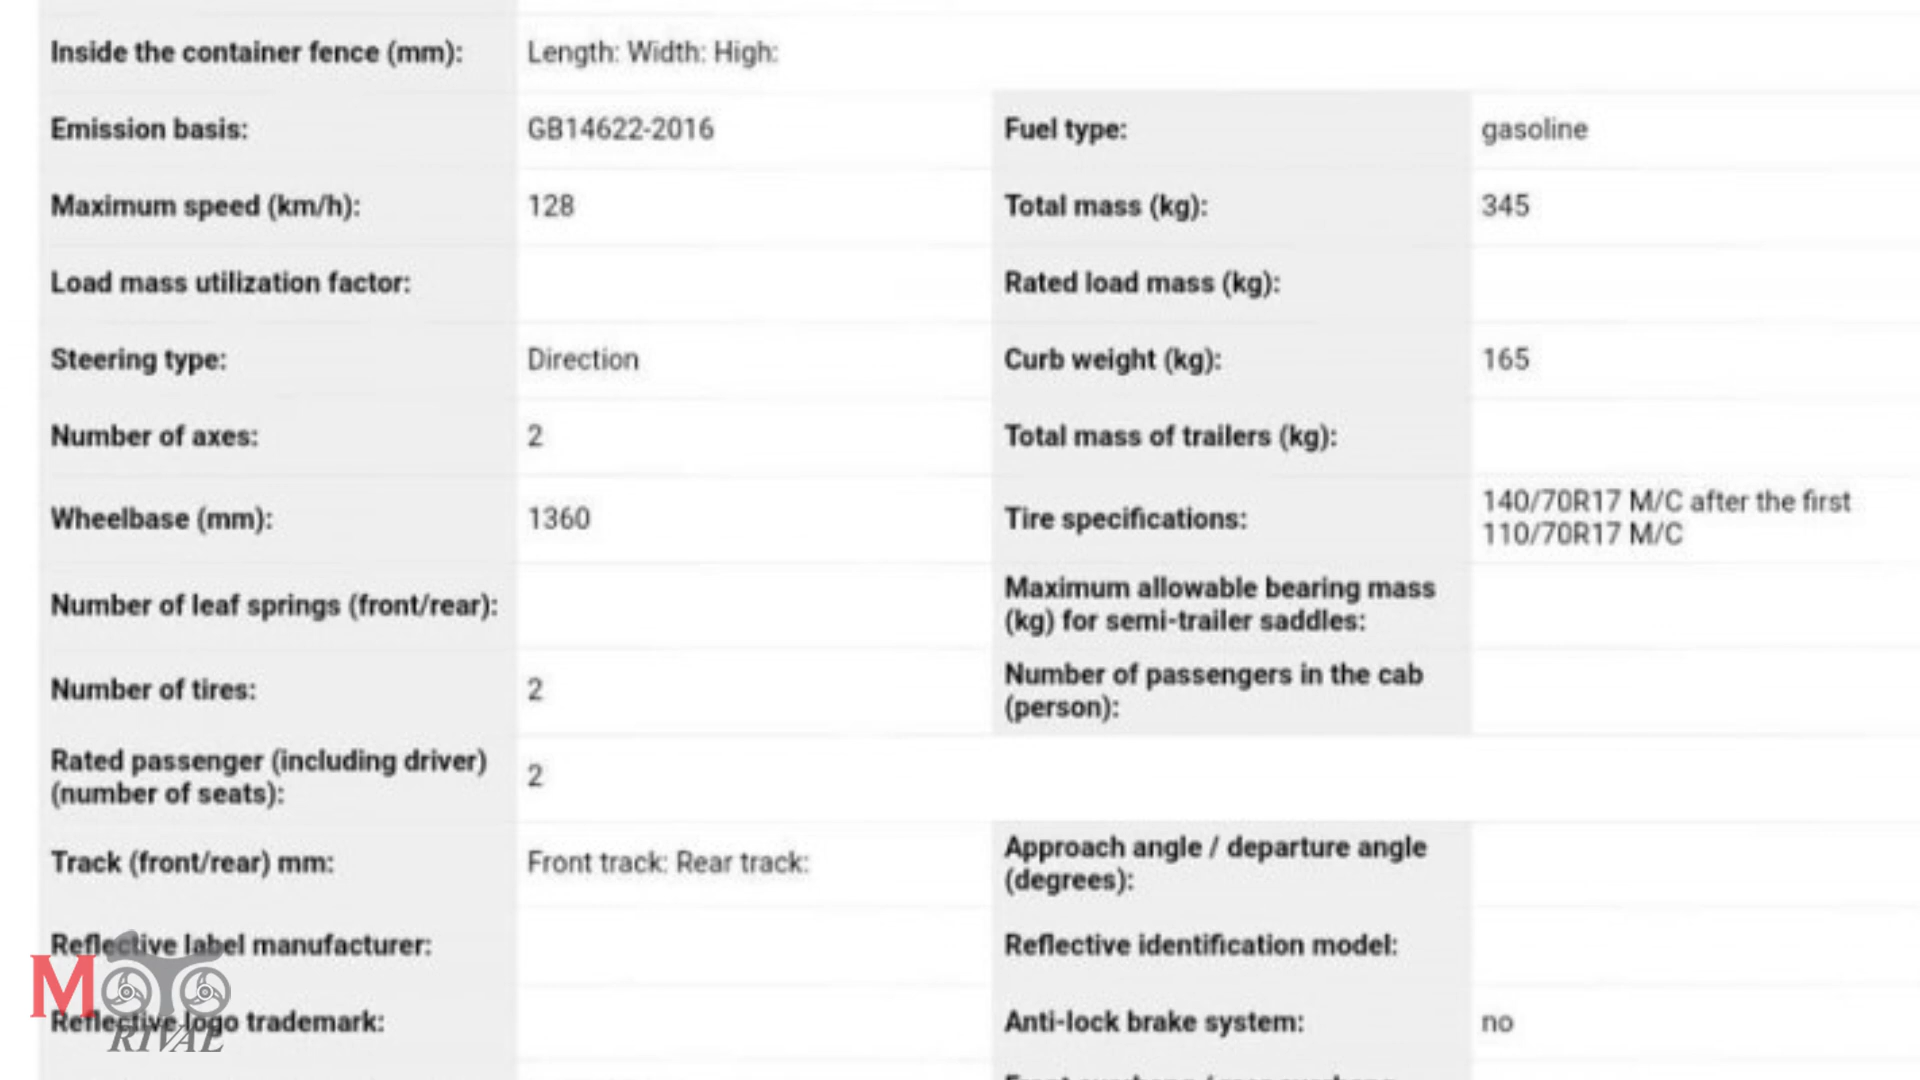 Inside the container fence (mm): Length: Width: High:
Emission basis: GB14622-2016 Fuel type: gasoline
Maximum speed (km/h): 128 Total mass (kg): 345
Load mass utilization factor: Rated load mass (kg):
Steering type: Direction Curb weight (kg): 165
Number of axes: 2 Total mass of trailers (kg):
Wheelbase (mm): 1360 Tire specifications: 140/70R17 M/C after the first
110/70R17 M/C
Number of leaf springs (front/rear): Maximum allowable bearing mass
(kg) for semi-trailer saddles:
Number of tires: 2 Number of passengers in the cab
(person):
Rated passenger (including driver)
(number of seats): 2
Track (front/rear) mm: Front track: Rear track: Approach angle / departure angle
(degrees):
Reflective label manufacturer: Reflective identification model:
Reflective logo trademark: Anti-lock brake system: no
MOTO
RIVAL